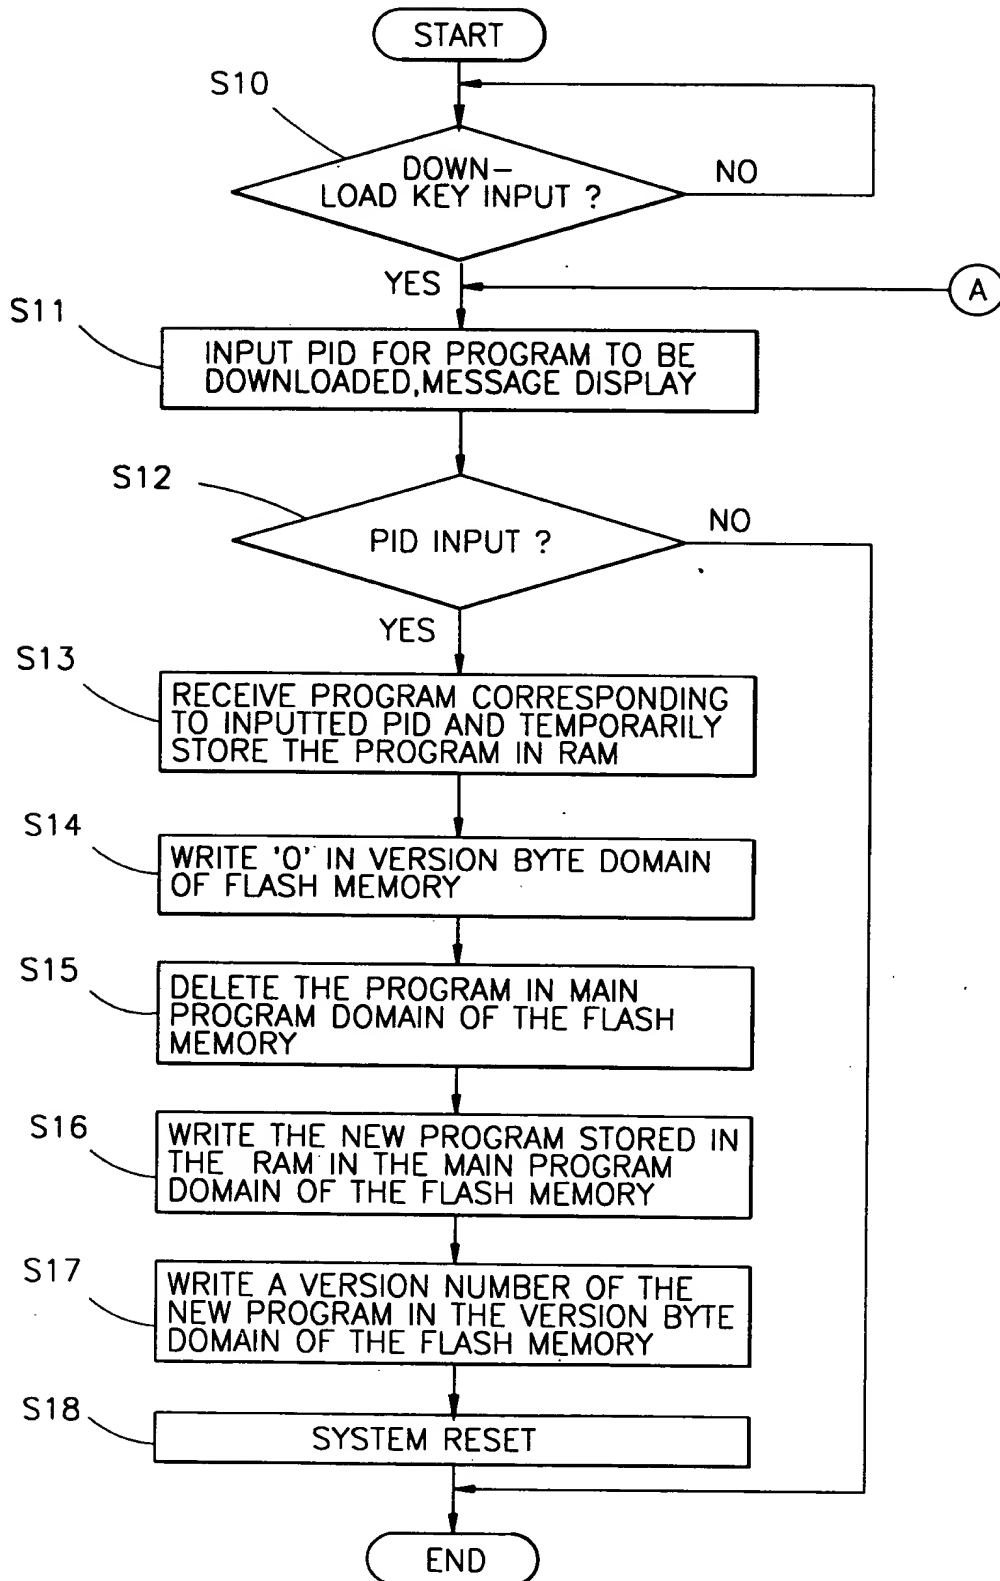 START
S10
DOWN-
LOAD KEY INPUT ?
NO
YES
A
S11
INPUT PID FOR PROGRAM TO BE
DOWNLOADED,MESSAGE DISPLAY
S12
PID INPUT ?
NO
YES
S13
RECEIVE PROGRAM CORRESPONDING
TO INPUTTED PID AND TEMPORARILY
STORE THE PROGRAM IN RAM
S14
WRITE '0' IN VERSION BYTE DOMAIN
OF FLASH MEMORY
S15
DELETE THE PROGRAM IN MAIN
PROGRAM DOMAIN OF THE FLASH
MEMORY
S16
WRITE THE NEW PROGRAM STORED IN
THE RAM IN THE MAIN PROGRAM
DOMAIN OF THE FLASH MEMORY
S17
WRITE A VERSION NUMBER OF THE
NEW PROGRAM IN THE VERSION BYTE
DOMAIN OF THE FLASH MEMORY
S18
SYSTEM RESET
END